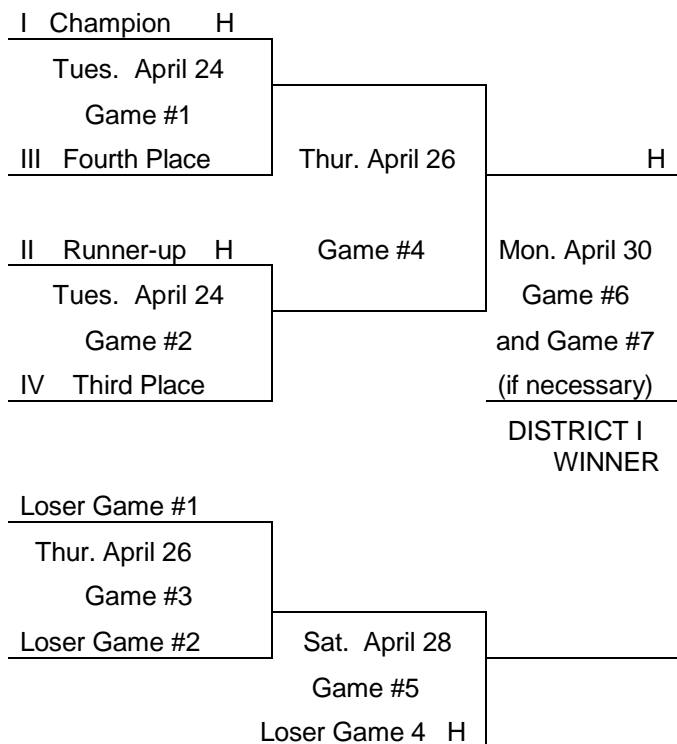 I Champion H
Tues. April 24
Game #1
III Fourth Place
Thur. April 26
H
II Runner-up H
Game #4
Mon. April 30
Tues. April 24
Game #6
Game #2
and Game #7
IV Third Place
(if necessary)
DISTRICT I
WINNER
Loser Game #1
Thur. April 26
Game #3
Loser Game #2
Sat. April 28
Game #5
Loser Game 4 H